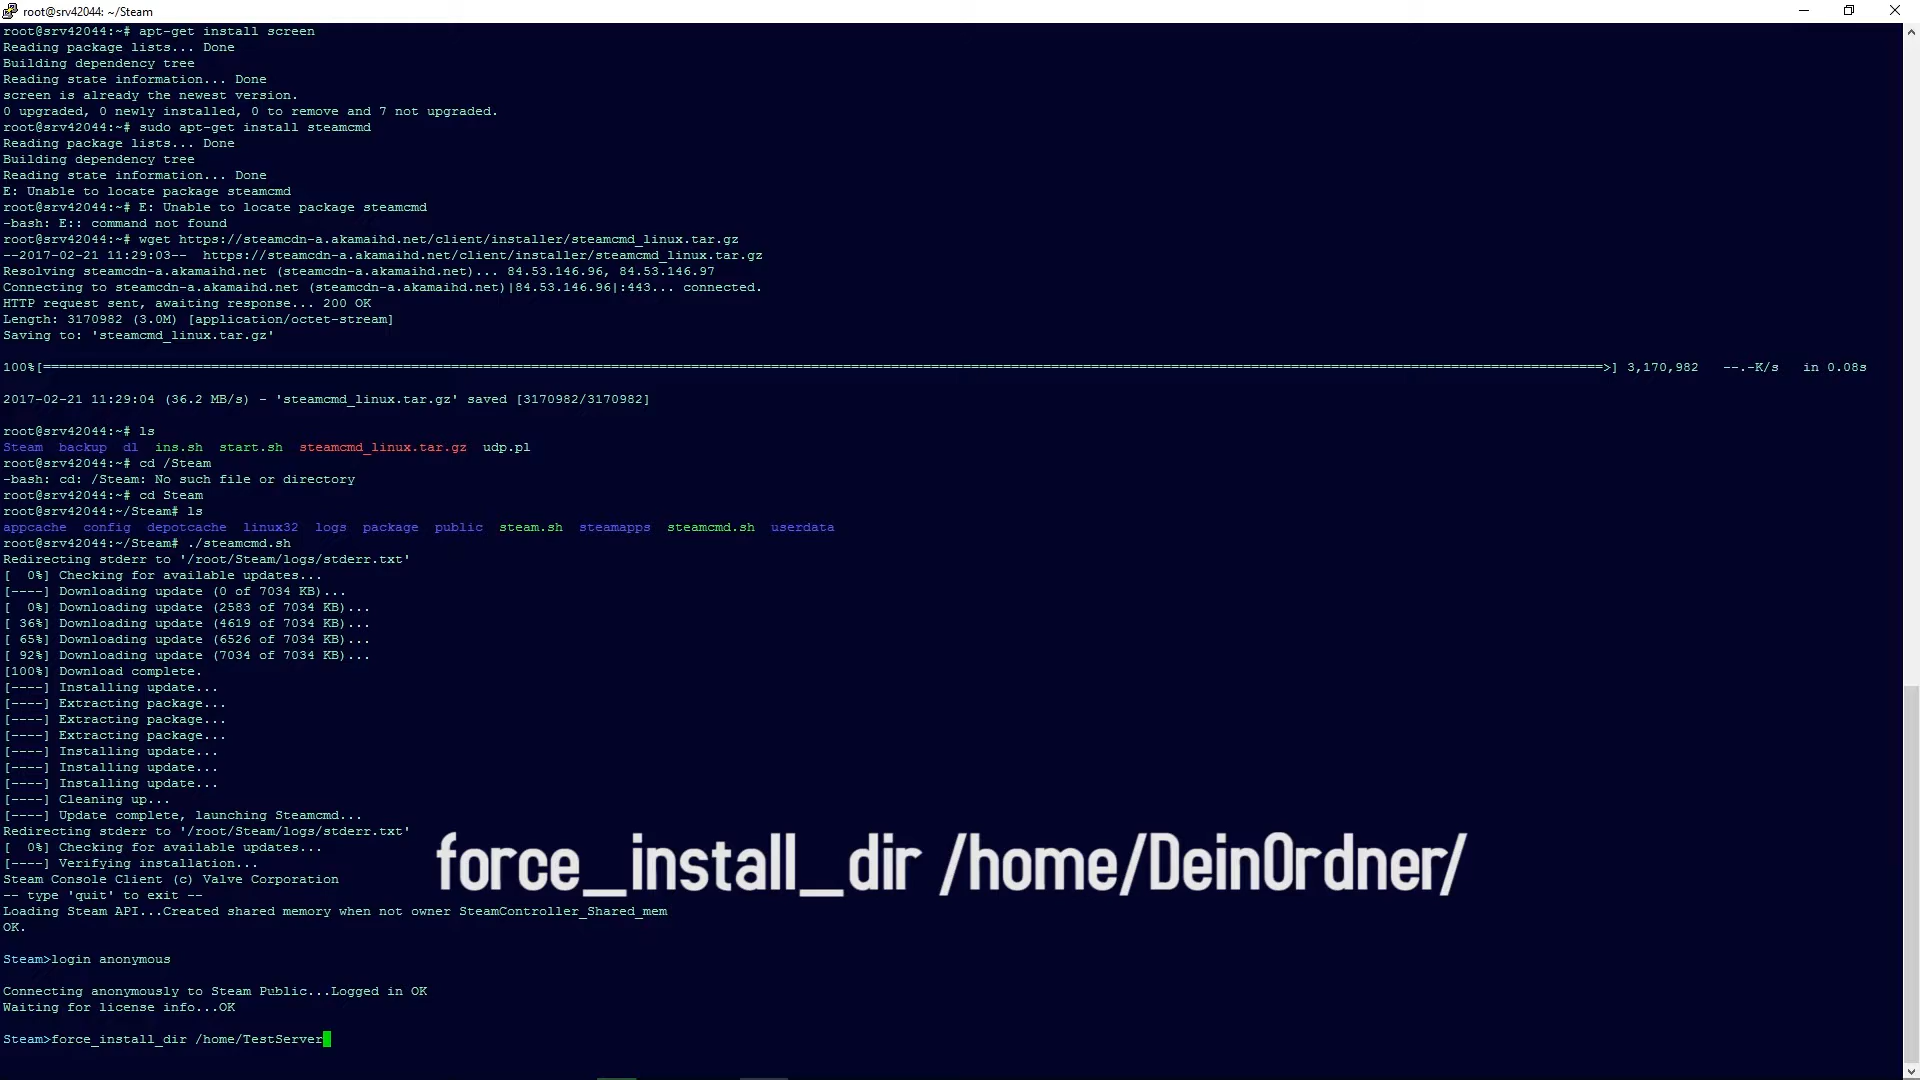 root@srv42044: ~/Steam
root@srv42044:~# apt-get install screen
Reading package lists... Done
Building dependency tree
Reading state information... Done
screen is already the newest version.
0 upgraded, 0 newly installed, 0 to remove and 7 not upgraded.
root@srv42044:~# sudo apt-get install steamcmd
Reading package lists... Done
Building dependency tree
Reading state information... Done
E: Unable to locate package steamcmd
root@srv42044:~# E: Unable to locate package steamcmd
-bash: E:: command not found
root@srv42044:~# wget https://steamcdn-a.akamaihd.net/client/installer/steamcmd_linux.tar.gz
--2017-02-21 11:29:03--  https://steamcdn-a.akamaihd.net/client/installer/steamcmd_linux.tar.gz
Resolving steamcdn-a.akamaihd.net (steamcdn-a.akamaihd.net)... 84.53.146.96, 84.53.146.97
Connecting to steamcdn-a.akamaihd.net (steamcdn-a.akamaihd.net)|84.53.146.96|:443... connected.
HTTP request sent, awaiting response... 200 OK
Length: 3170982 (3.0M) [application/octet-stream]
Saving to: 'steamcmd_linux.tar.gz'
100%[======================================>] 3,170,982   --.-K/s   in 0.08s
2017-02-21 11:29:04 (36.2 MB/s) - 'steamcmd_linux.tar.gz' saved [3170982/3170982]
root@srv42044:~# ls
Steam  backup  dl  ins.sh  start.sh  steamcmd_linux.tar.gz  udp.pl
root@srv42044:~# cd /Steam
-bash: cd: /Steam: No such file or directory
root@srv42044:~# cd Steam
root@srv42044:~/Steam# ls
appcache  config  depotcache  linux32  logs  package  public  steam.sh  steamapps  steamcmd.sh  userdata
root@srv42044:~/Steam# ./steamcmd.sh
Redirecting stderr to '/root/Steam/logs/stderr.txt'
[  0%] Checking for available updates...
[----] Downloading update (0 of 7034 KB)...
[  0%] Downloading update (2583 of 7034 KB)...
[ 36%] Downloading update (4619 of 7034 KB)...
[ 65%] Downloading update (6526 of 7034 KB)...
[ 92%] Downloading update (7034 of 7034 KB)...
[100%] Download complete.
[----] Installing update...
[----] Extracting package...
[----] Extracting package...
[----] Extracting package...
[----] Installing update...
[----] Installing update...
[----] Installing update...
[----] Cleaning up...
[----] Update complete, launching Steamcmd...
Redirecting stderr to '/root/Steam/logs/stderr.txt'
[  0%] Checking for available updates...
[----] Verifying installation...
Steam Console Client (c) Valve Corporation
-- type 'quit' to exit --
Loading Steam API...Created shared memory when not owner SteamController_Shared_mem
OK.
force_install_dir /home/DeinOrdner/
Steam>login anonymous
Connecting anonymously to Steam Public...Logged in OK
Waiting for license info...OK
Steam>force_install_dir /home/TestServer